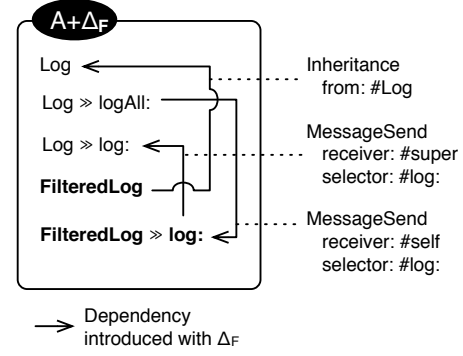 A+ΔF
Log
Log ≫ logAll:
Log ≫ log:
FilteredLog
FilteredLog ≫ log:
Inheritance
from: #Log
MessageSend
receiver: #super
selector: #log:
MessageSend
receiver: #self
selector: #log:
Dependency
introduced with ΔF